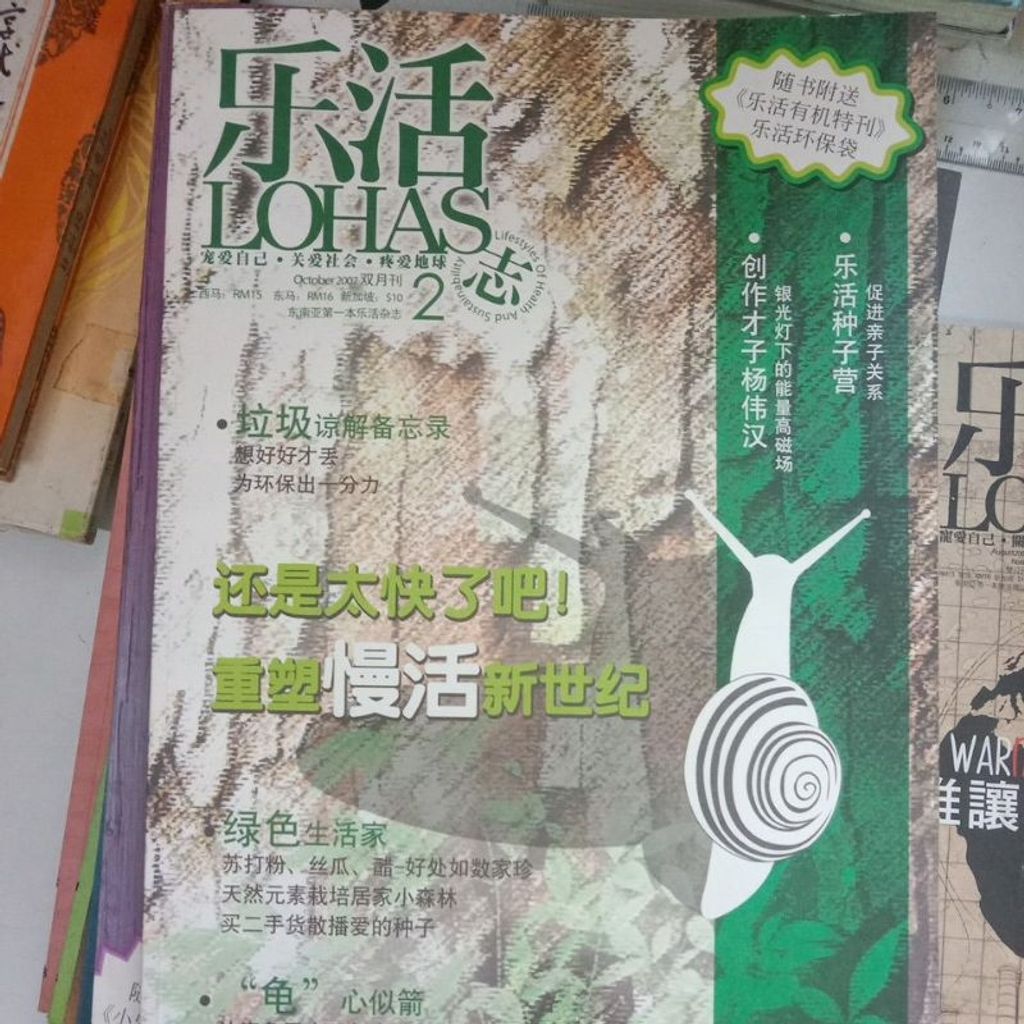 乐活
LOHAS
志
宠爱自己·关爱社会·疼爱地球
Lifestyles Of Health And Sustainability
October 2007 双月刊
西马：RM15 东马：RM16 新加坡：$10
东南亚第一本乐活杂志
2
随书附送
《乐活有机特刊》
乐活环保袋
·乐活种子营
促进亲子关系
·创作才子杨伟汉
银光灯下的能量高磁场
·垃圾谅解备忘录
想好好才丢
为环保出一分力
还是太快了吧！
重塑慢活新世纪
·绿色生活家
苏打粉、丝瓜、醋-好处如数家珍
天然元素栽培居家小森林
买二手货散播爱的种子
·“龟”心似箭
乐
LO
寵愛自己·關
WAR
讓